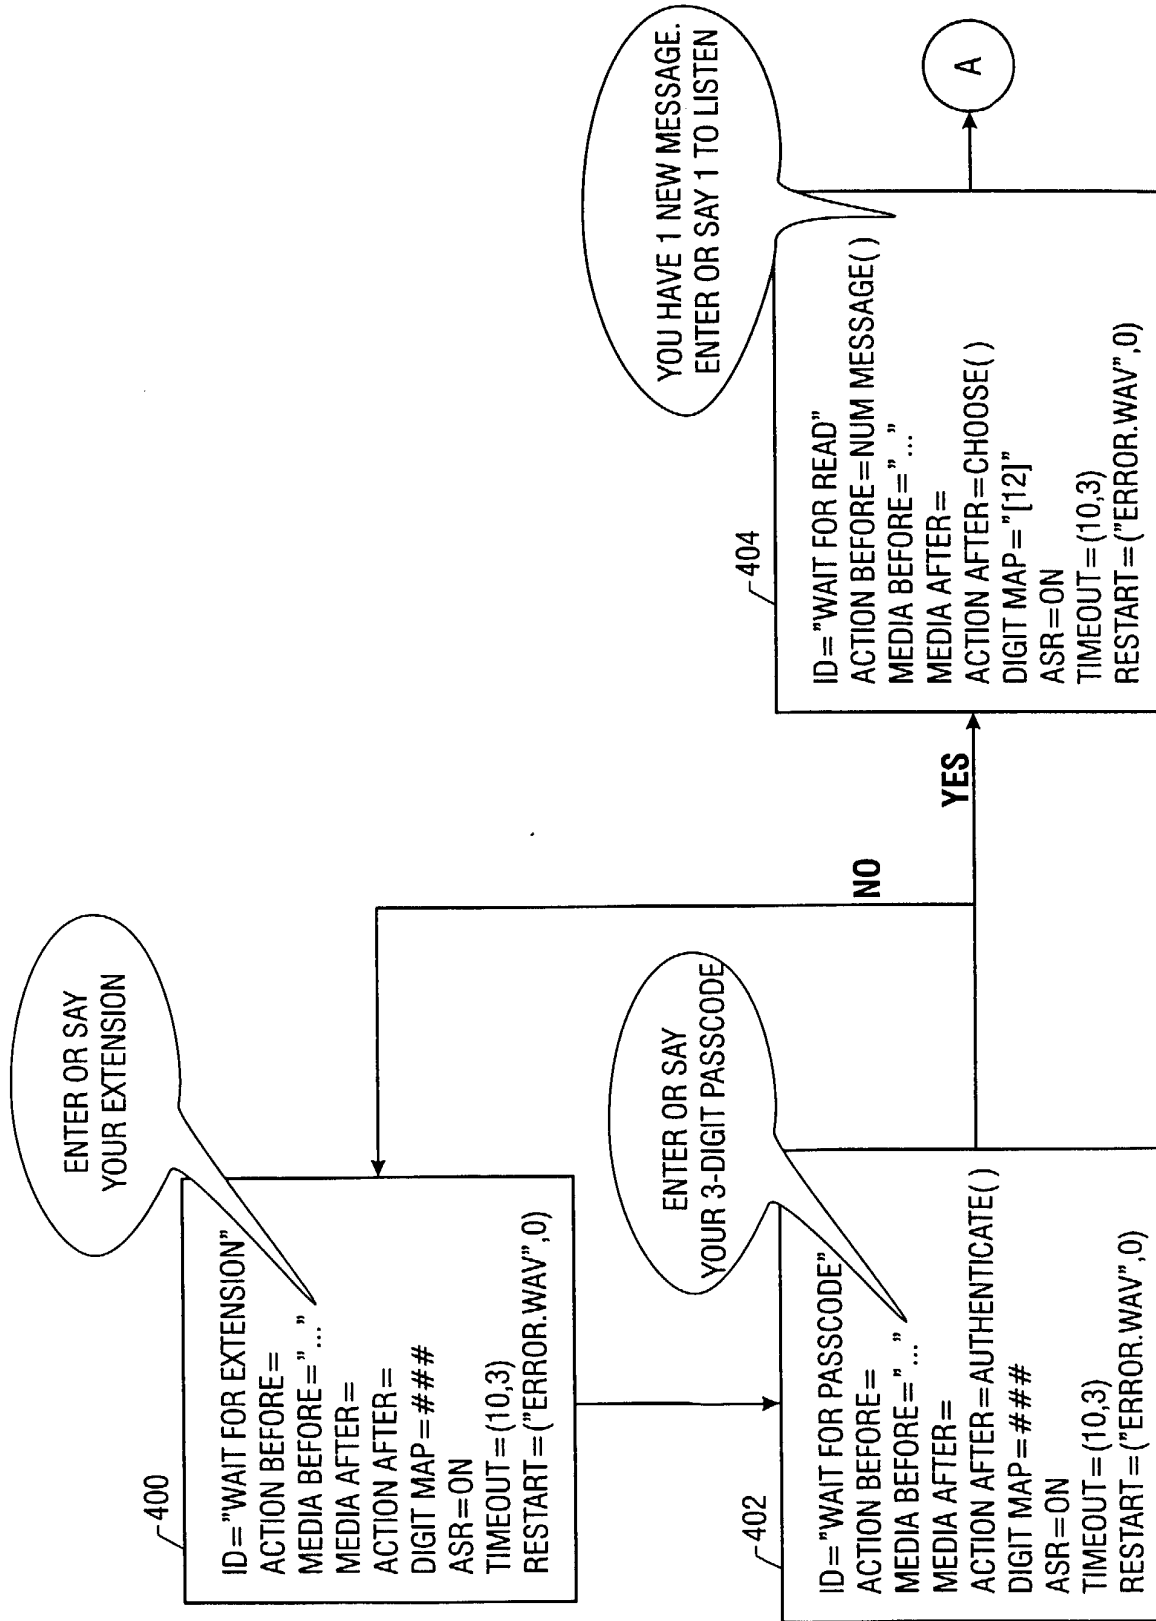 ENTER OR SAY
YOUR EXTENSION
400
ID="WAIT FOR EXTENSION"
ACTION BEFORE=
MEDIA BEFORE="..."
MEDIA AFTER=
ACTION AFTER=
DIGIT MAP=###
ASR=ON
TIMEOUT=(10,3)
RESTART=("ERROR.WAV",0)
NO
ENTER OR SAY
YOUR 3-DIGIT PASSCODE
402
ID="WAIT FOR PASSCODE"
ACTION BEFORE=
MEDIA BEFORE="..."
MEDIA AFTER=
ACTION AFTER=AUTHENTICATE()
DIGIT MAP=###
ASR=ON
TIMEOUT=(10,3)
RESTART=("ERROR.WAV",0)
YES
YOU HAVE 1 NEW MESSAGE.
ENTER OR SAY 1 TO LISTEN
404
ID="WAIT FOR READ"
ACTION BEFORE=NUM MESSAGE()
MEDIA BEFORE="..."
MEDIA AFTER=
ACTION AFTER=CHOOSE()
DIGIT MAP="[12]"
ASR=ON
TIMEOUT=(10,3)
RESTART=("ERROR.WAV",0)
A